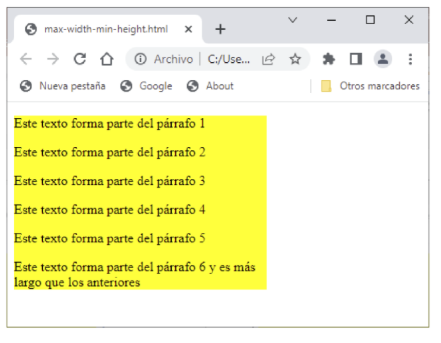 max-width-min-height.html
Archivo C:/Use...
Nueva pestaña Google About Otros marcadores
Este texto forma parte del párrafo 1
Este texto forma parte del párrafo 2
Este texto forma parte del párrafo 3
Este texto forma parte del párrafo 4
Este texto forma parte del párrafo 5
Este texto forma parte del párrafo 6 y es más
largo que los anteriores